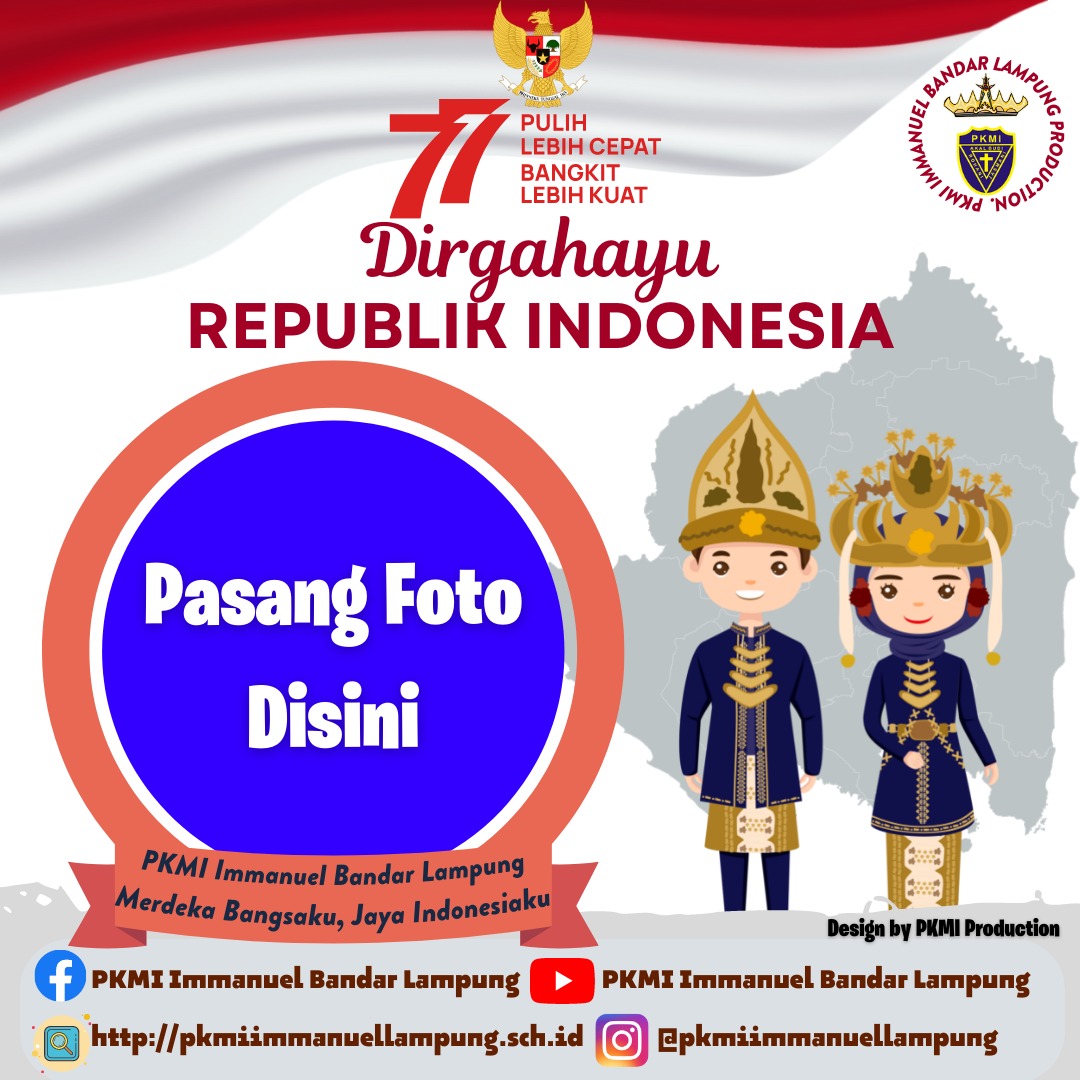 77
PULIH
LEBIH CEPAT
BANGKIT
LEBIH KUAT
PKMI IMMANUEL BANDAR LAMPUNG PRODUCTION.
PKMI
AKAL BUDI
Dirgahayu
REPUBLIK INDONESIA
Pasang Foto
Disini
PKMI Immanuel Bandar Lampung
Merdeka Bangsaku, Jaya Indonesiaku
Design by PKMI Production
PKMI Immanuel Bandar Lampung
PKMI Immanuel Bandar Lampung
http://pkmiimmanuellampung.sch.id
@pkmiimmanuellampung